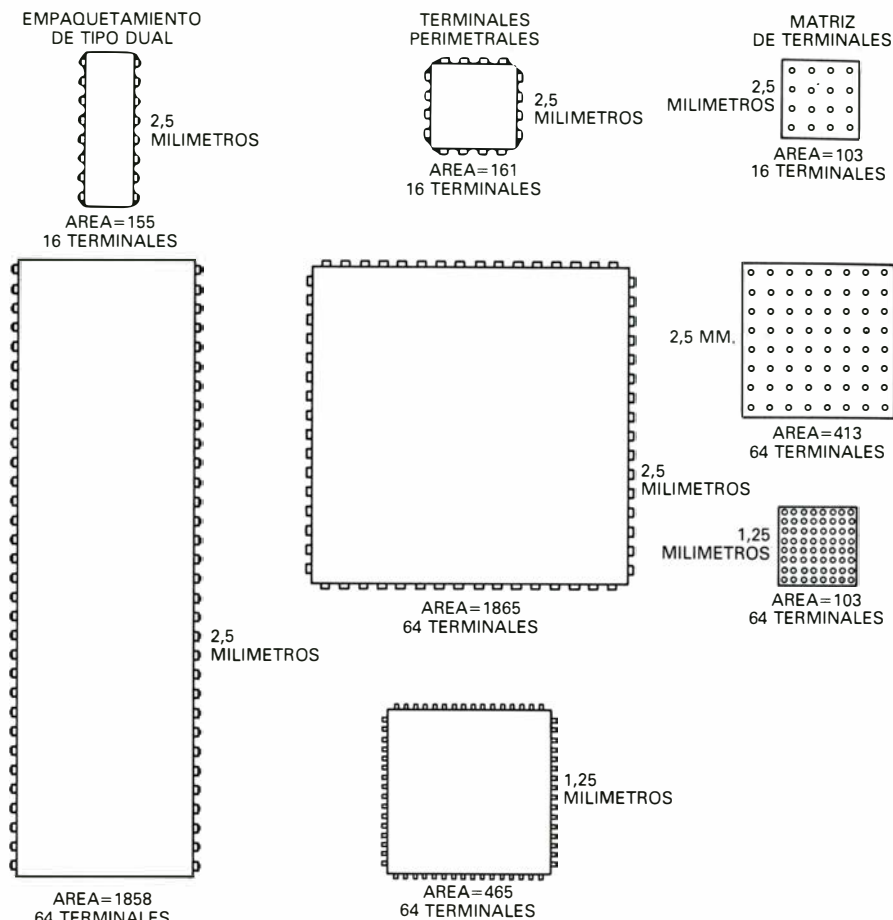 EMPAQUETAMIENTO
DE TIPO DUAL
2,5
MILIMETROS
AREA=155
16 TERMINALES
TERMINALES
PERIMETRALES
2,5
MILIMETROS
AREA=161
16 TERMINALES
MATRIZ
DE TERMINALES
2,5
MILIMETROS
AREA=103
16 TERMINALES
2,5
MILIMETROS
AREA=1858
64 TERMINALES
2,5
MILIMETROS
AREA=1865
64 TERMINALES
2,5 MM.
AREA=413
64 TERMINALES
1,25
MILIMETROS
AREA=103
64 TERMINALES
1,25
MILIMETROS
AREA=465
64 TERMINALES